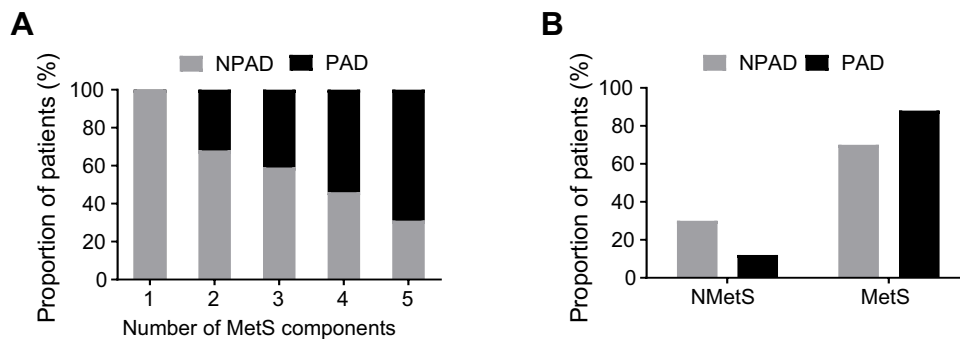 A
NPAD PAD
Proportion of patients (%)
100
80
60
40
20
0
1 2 3 4 5
Number of MetS components
B
NPAD PAD
Proportion of patients (%)
100
80
60
40
20
0
NMetS MetS